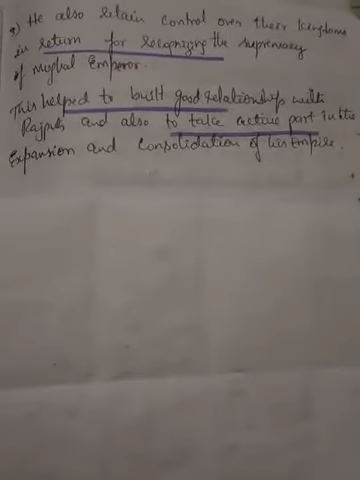 9) He also retain control over their kingdoms
in return for recognizing the supremacy
of mughal Emperor.
This helped to built good relationship with
Rajputs and also to take active part in the
Expansion and Consolidation of his Empire.